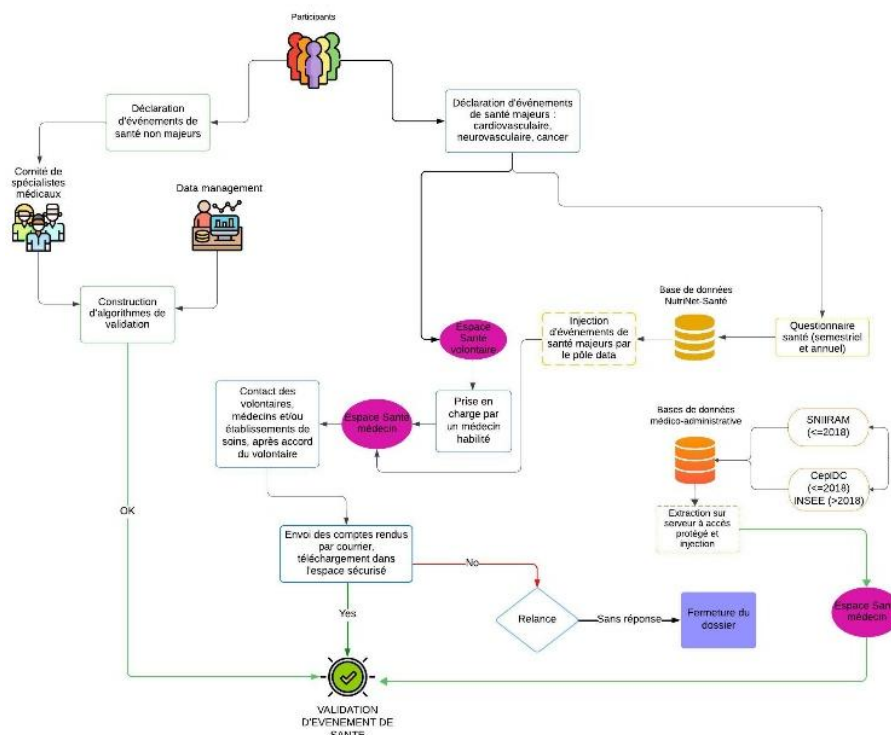 Participants
Déclaration
d'événements de
santé non majeurs
Déclaration d'événements
de santé majeurs :
cardiovasculaire,
neurovasculaire, cancer
Comité de
spécialistes
médicaux
Data management
Construction
d'algorithmes de
validation
Espace
Santé
volontaire
Injection
d'événements de
santé majeurs par
le pôle data
Base de données
NutriNet-Santé
Questionnaire
santé (semestriel
et annuel)
Contact des
volontaires,
médecins et/ou
établissements de
soins, après accord
du volontaire
Espace Santé
médecin
Prise en
charge par
un médecin
habilité
Bases de données
médico-administrative
SNIIRAM
(<=2018)
CepiDC
(<=2018)
INSEE (>2018)
Extraction sur
serveur à accès
protégé et
injection
OK
Envoi des comptes rendus
par courrier,
téléchargement dans
l'espace sécurisé
No
Yes
Relance
Sans réponse
Fermeture du
dossier
Espace Santé
médecin
VALIDATION
D'EVENEMENT DE
SANTE